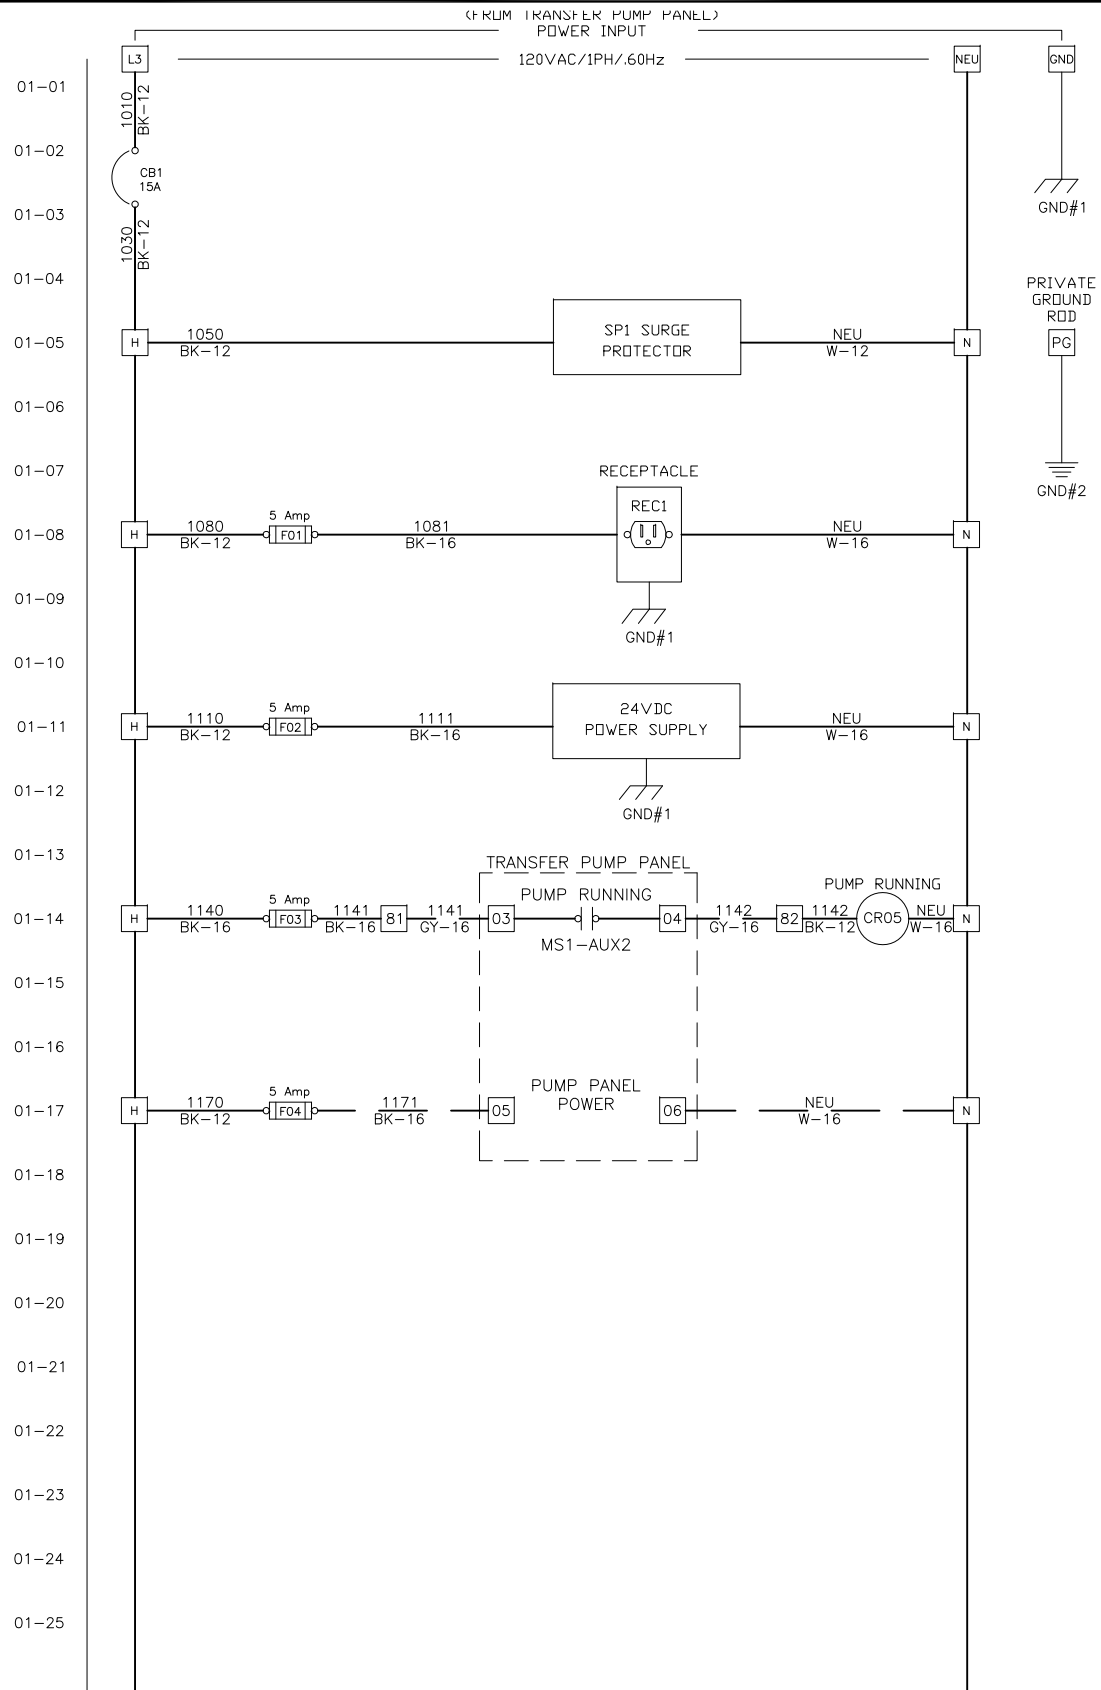 (FROM TRANSFER PUMP PANEL)
POWER INPUT
L3
120VAC/1PH/.60Hz
NEU
GND
01-01
1010
BK-12
01-02
CB1
15A
01-03
GND#1
1030
BK-12
01-04
PRIVATE
GROUND
ROD
01-05
H
1050
BK-12
SP1 SURGE
PROTECTOR
NEU
W-12
N
PG
01-06
01-07
RECEPTACLE
GND#2
01-08
H
1080
BK-12
5 Amp
F01
1081
BK-16
REC1
NEU
W-16
N
01-09
GND#1
01-10
01-11
H
1110
BK-12
5 Amp
F02
1111
BK-16
24VDC
POWER SUPPLY
NEU
W-16
N
01-12
GND#1
01-13
TRANSFER PUMP PANEL
01-14
H
1140
BK-16
5 Amp
F03
1141
BK-16
81
1141
GY-16
03
PUMP RUNNING
MS1-AUX2
04
1142
GY-16
82
1142
BK-12
PUMP RUNNING
CR05
NEU
W-16
N
01-15
01-16
01-17
H
1170
BK-12
5 Amp
F04
1171
BK-16
05
PUMP PANEL
POWER
06
NEU
W-16
N
01-18
01-19
01-20
01-21
01-22
01-23
01-24
01-25